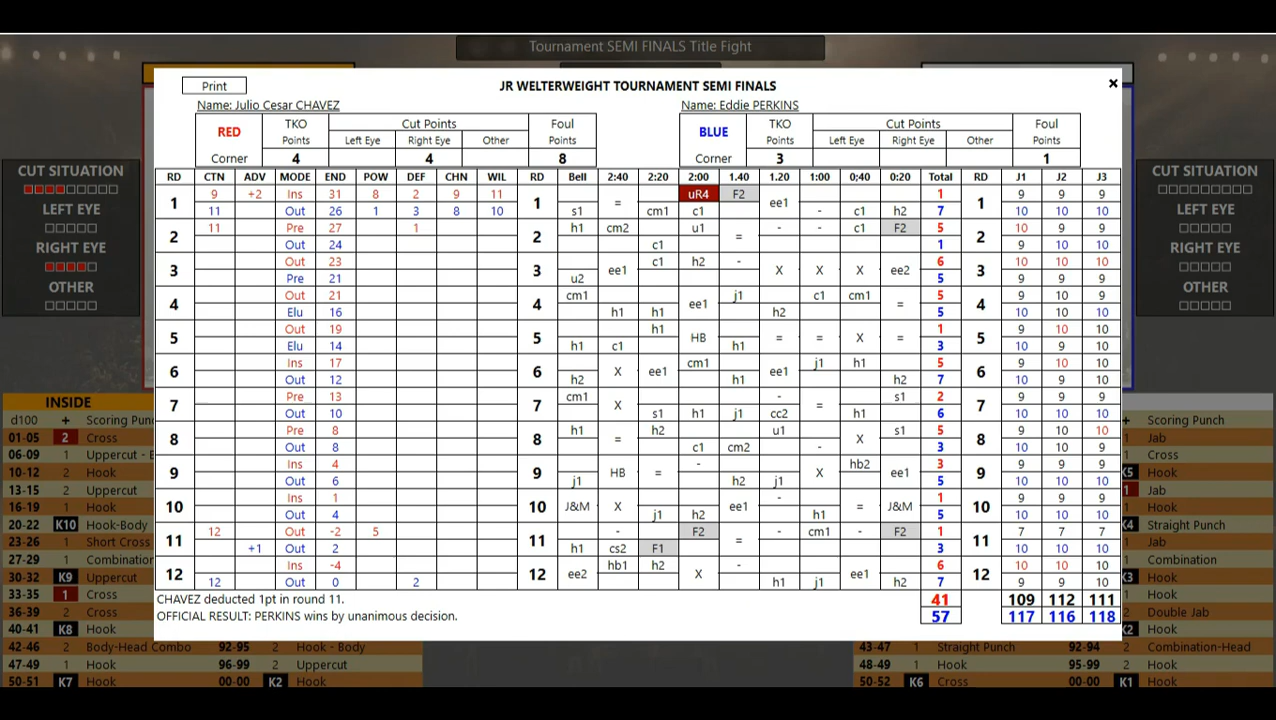 Tournament SEMI FINALS Title Fight
Print
JR WELTERWEIGHT TOURNAMENT SEMI FINALS
×
Name: Julio Cesar CHAVEZ Name: Eddie PERKINS
RED Corner TKO Points 4 Cut Points Left Eye Right Eye 4 Other Foul Points 8
BLUE Corner TKO Points 3 Cut Points Left Eye Right Eye Other Foul Points 1
RD CTN ADV MODE END POW DEF CHN WIL RD Bell 2:40 2:20 2:00 1.40 1.20 1:00 0;40 0:20 Total RD J1 J2 J3
1 9 +2 Ins 31 8 2 9 11 1 = uR4 F2 ee1 1 1 9 9 9
11 Out 26 1 3 8 10 s1 cm1 c1 - c1 h2 7 10 10 10
2 11 Pre 27 1 2 h1 cm2 u1 = - - c1 F2 5 2 10 9 9
Out 24 c1 1 9 10 10
3 Out 23 3 ee1 c1 h2 - X X X ee2 6 3 10 10 10
Pre 21 u2 5 9 9 9
4 Out 21 4 cm1 ee1 j1 c1 cm1 = 5 4 9 10 9
Elu 16 h1 h1 h2 5 10 10 10
5 Out 19 5 h1 HB = = X = 1 5 9 10 10
Elu 14 h1 c1 h1 3 10 9 10
6 Ins 17 6 X ee1 cm1 ee1 j1 h1 5 6 9 10 9
Out 12 h2 h1 h2 7 10 9 10
7 Pre 13 7 cm1 X - = s1 2 7 9 9 9
Out 10 s1 h1 j1 cc2 h1 6 10 10 10
8 Pre 8 8 h1 = h2 u1 X s1 5 8 9 10 10
Out 8 c1 cm2 - 3 10 10 9
9 Ins 4 9 HB = - X hb2 ee1 3 9 9 9 9
Out 6 j1 h2 j1 5 10 10 10
10 Ins 1 10 J&M X ee1 - = J&M 1 10 9 9 9
Out 4 j1 h2 h1 5 10 10 10
11 12 Out -2 5 11 - F2 = - cm1 - F2 1 11 7 7 7
+1 Out 2 h1 cs2 F1 3 10 10 10
12 Ins -4 12 ee2 hb1 h2 X - ee1 6 12 10 10 9
12 Out 0 2 h1 j1 h2 7 9 9 10
CHAVEZ deducted 1pt in round 11. 41 109 112 111
OFFICIAL RESULT: PERKINS wins by unanimous decision. 57 117 116 118
CUT SITUATION
LEFT EYE
RIGHT EYE
OTHER
CUT SITUATION
LEFT EYE
RIGHT EYE
OTHER
INSIDE
d100 + Scoring Punch
01-05 2 Cross
06-09 1
10-12 2 Hook
13-15 2 Uppercut
16-19 1 Hook
20-22 K10 Hook-Body
23-26 1 Short Cross
27-29 1 Combination
30-32 K9 Uppercut
33-35 1 Cross
36-39 2 Cross
40-41 K8 Hook
42-46 2 Body-Head Combo 92-95 2 Hook - Body
47-49 1 Hook 96-99 2 Uppercut
50-51 K7 Hook 00-00 K2 Hook
Scoring Punch
1 Jab
1 Cross
K5 Hook
1 Jab
1 Hook
K4 Straight Punch
1 Jab
1 Combination
K3 Hook
2 Double Jab
K2 Hook
43-47 1 Straight Punch 92-94 2 Combination-Head
48-49 1 Hook 95-99 2 Hook
50-52 K6 Cross 00-00 K1 Hook